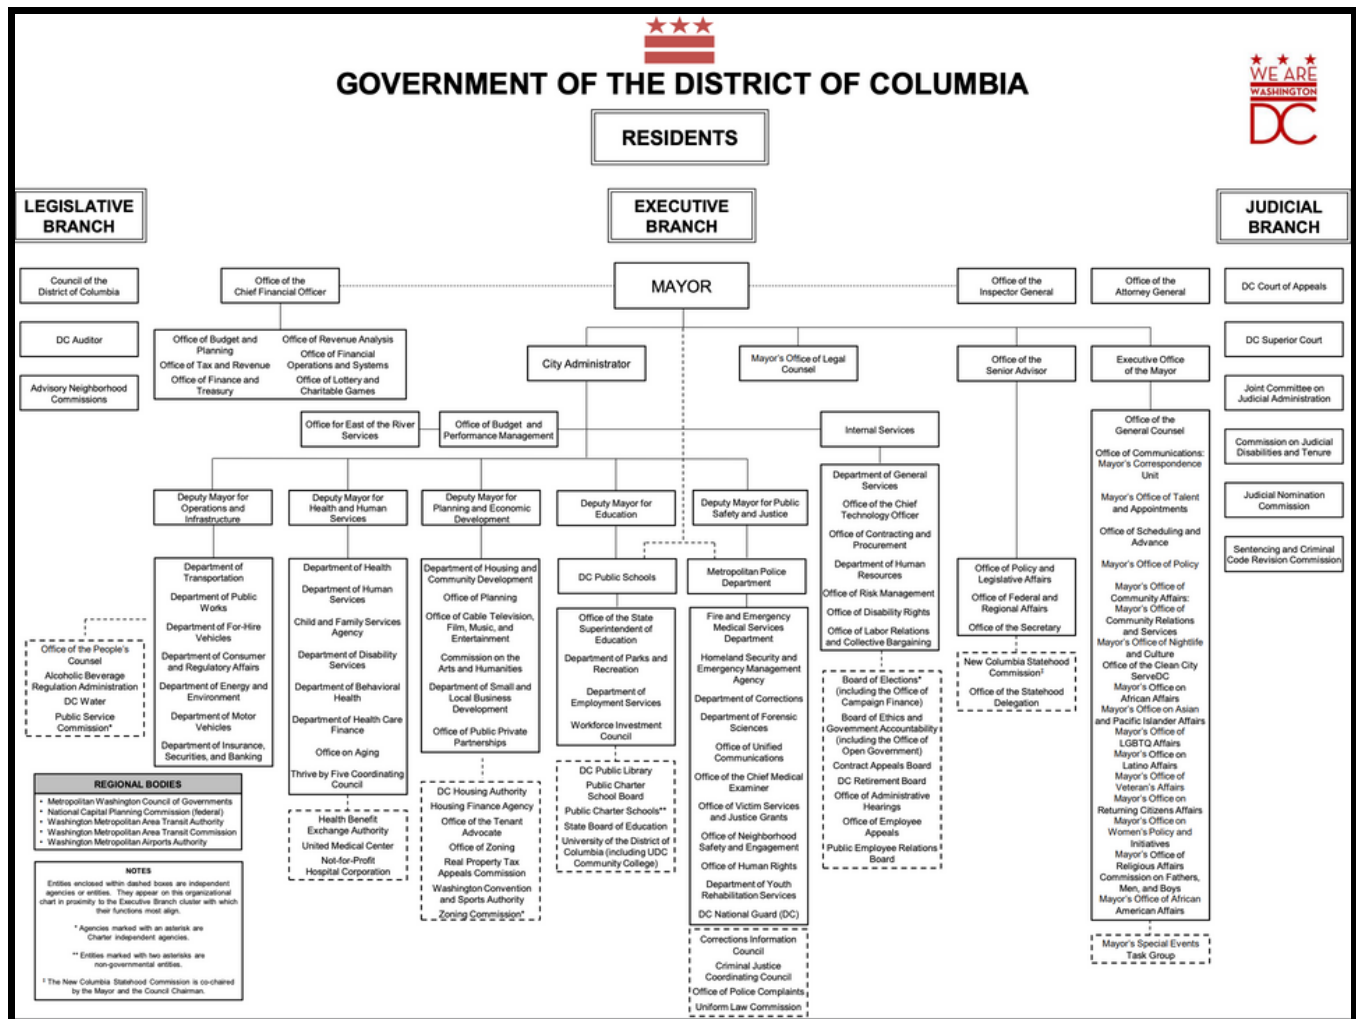 GOVERNMENT OF THE DISTRICT OF COLUMBIA
WE ARE
WASHINGTON
DC
RESIDENTS
LEGISLATIVE
BRANCH
EXECUTIVE
BRANCH
JUDICIAL
BRANCH
Council of the
District of Columbia
DC Auditor
Advisory Neighborhood
Commissions
Office of the
Chief Financial Officer
Office of Budget and
Planning
Office of Tax and Revenue
Office of Finance and
Treasury
Office of Revenue Analysis
Office of Financial
Operations and Systems
Office of Lottery and
Charitable Games
MAYOR
Office of the
Inspector General
Office of the
Attorney General
DC Court of Appeals
DC Superior Court
Joint Committee on
Judicial Administration
Commission on Judicial
Disabilities and Tenure
Judicial Nomination
Commission
Sentencing and Criminal
Code Revision Commission
City Administrator
Mayor's Office of Legal
Counsel
Office of the
Senior Advisor
Executive Office
of the Mayor
Office for East of the River
Services
Office of Budget and
Performance Management
Internal Services
Deputy Mayor for
Operations and
Infrastructure
Department of
Transportation
Department of Public
Works
Department of For-Hire
Vehicles
Department of Consumer
and Regulatory Affairs
Department of Energy and
Environment
Department of Motor
Vehicles
Department of Insurance,
Securities, and Banking
Office of the People's
Counsel
Alcoholic Beverage
Regulation Administration
DC Water
Public Service
Commission*
Deputy Mayor for
Health and Human
Services
Department of Health
Department of Human
Services
Child and Family Services
Agency
Department of Disability
Services
Department of Behavioral
Health
Department of Health Care
Finance
Office on Aging
Thrive by Five Coordinating
Council
Health Benefit
Exchange Authority
United Medical Center
Not-for-Profit
Hospital Corporation
Deputy Mayor for
Planning and Economic
Development
Department of Housing and
Community Development
Office of Planning
Office of Cable Television,
Film, Music, and
Entertainment
Commission on the
Arts and Humanities
Department of Small and
Local Business
Development
Office of Public Private
Partnerships
DC Housing Authority
Housing Finance Agency
Office of the Tenant
Advocate
Office of Zoning
Real Property Tax
Appeals Commission
Washington Convention
and Sports Authority
Zoning Commission*
Deputy Mayor for
Education
DC Public Schools
Office of the State
Superintendent of
Education
Department of Parks and
Recreation
Department of
Employment Services
Workforce Investment
Council
DC Public Library
Public Charter
School Board
Public Charter Schools**
State Board of Education
University of the District of
Columbia (including UDC
Community College)
Deputy Mayor for Public
Safety and Justice
Metropolitan Police
Department
Fire and Emergency
Medical Services
Department
Homeland Security and
Emergency Management
Agency
Department of Corrections
Department of Forensic
Sciences
Office of Unified
Communications
Office of the Chief Medical
Examiner
Office of Victim Services
and Justice Grants
Office of Neighborhood
Safety and Engagement
Office of Human Rights
Department of Youth
Rehabilitation Services
DC National Guard (DC)
Corrections Information
Council
Criminal Justice
Coordinating Council
Office of Police Complaints
Uniform Law Commission
Department of General
Services
Office of the Chief
Technology Officer
Office of Contracting and
Procurement
Department of Human
Resources
Office of Risk Management
Office of Disability Rights
Office of Labor Relations
and Collective Bargaining
Board of Elections*
(including the Office of
Campaign Finance)
Board of Ethics and
Government Accountability
(including the Office of
Open Government)
Contract Appeals Board
DC Retirement Board
Office of Administrative
Hearings
Office of Employee
Appeals
Public Employee Relations
Board
Office of Policy and
Legislative Affairs
Office of Federal and
Regional Affairs
Office of the Secretary
New Columbia Statehood
Commission‡
Office of the Statehood
Delegation
Office of the
General Counsel
Office of Communications:
Mayor's Correspondence
Unit
Mayor's Office of Talent
and Appointments
Office of Scheduling and
Advance
Mayor's Office of Policy
Mayor's Office of
Community Affairs:
Mayor's Office of
Community Relations
and Services
Mayor's Office of Nightlife
and Culture
Office of the Clean City
ServeDC
Mayor's Office on
African Affairs
Mayor's Office on Asian
and Pacific Islander Affairs
Mayor's Office of
LGBTQ Affairs
Mayor's Office on
Latino Affairs
Mayor's Office of
Veteran's Affairs
Mayor's Office on
Returning Citizens Affairs
Mayor's Office on
Women's Policy and
Initiatives
Mayor's Office of
Religious Affairs
Commission on Fathers,
Men, and Boys
Mayor's Office of African
American Affairs
Mayor's Special Events
Task Group
REGIONAL BODIES
• Metropolitan Washington Council of Governments
• National Capital Planning Commission (federal)
• Washington Metropolitan Area Transit Authority
• Washington Metropolitan Area Transit Commission
• Washington Metropolitan Airports Authority
NOTES
Entities enclosed within dashed boxes are independent
agencies or entities. They appear on this organizational
chart in proximity to the Executive Branch cluster with which
their functions most align.
* Agencies marked with an asterisk are
Charter independent agencies.
** Entities marked with two asterisks are
non-governmental entities.
‡ The New Columbia Statehood Commission is co-chaired
by the Mayor and the Council Chairman.